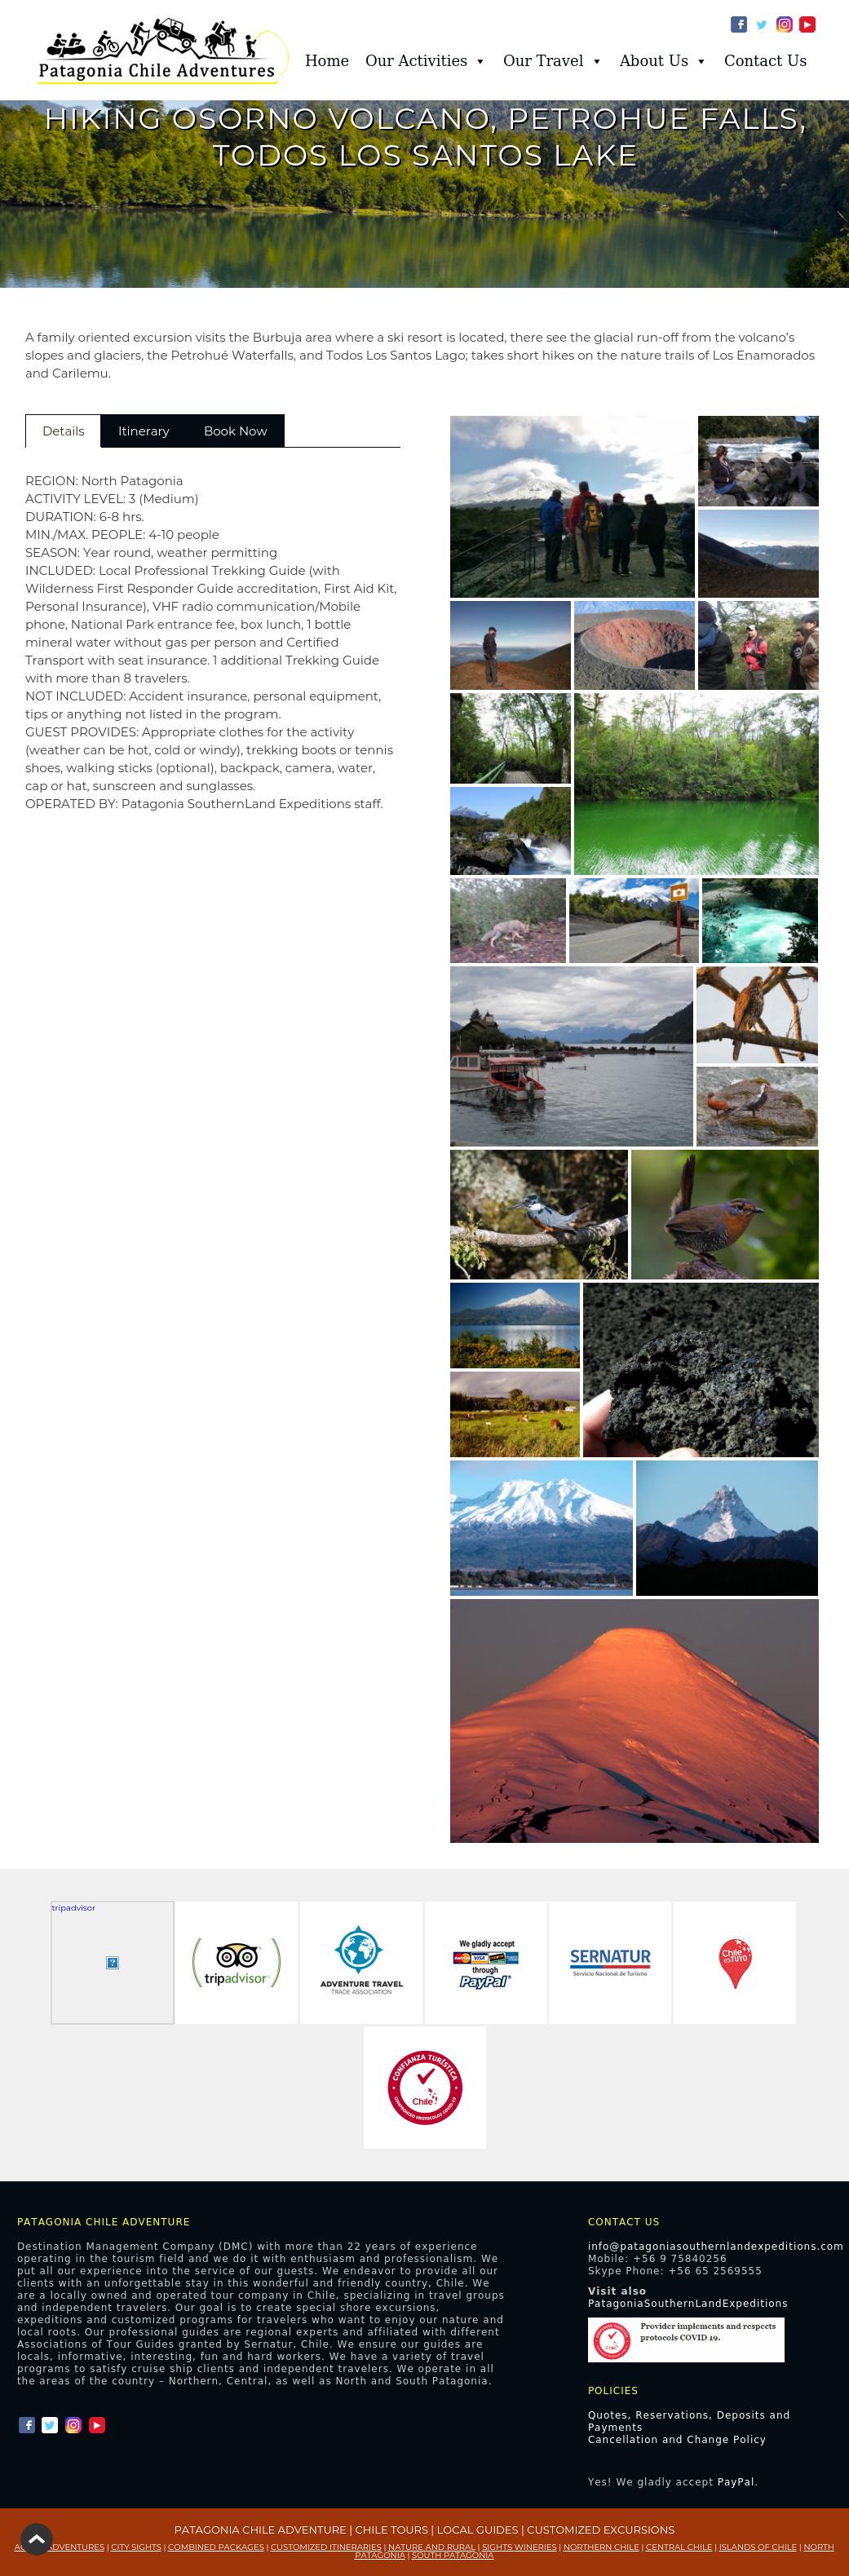 Patagonia Chile Adventures
Home Our Activities Our Travel About Us Contact Us
HIKING OSORNO VOLCANO, PETROHUE FALLS,
TODOS LOS SANTOS LAKE
A family oriented excursion visits the Burbuja area where a ski resort is located, there see the glacial run-off from the volcano's
slopes and glaciers, the Petrohué Waterfalls, and Todos Los Santos Lago; takes short hikes on the nature trails of Los Enamorados
and Carilemu.
Details Itinerary Book Now
REGION: North Patagonia
ACTIVITY LEVEL: 3 (Medium)
DURATION: 6-8 hrs.
MIN./MAX. PEOPLE: 4-10 people
SEASON: Year round, weather permitting
INCLUDED: Local Professional Trekking Guide (with
Wilderness First Responder Guide accreditation, First Aid Kit,
Personal Insurance), VHF radio communication/Mobile
phone, National Park entrance fee, box lunch, 1 bottle
mineral water without gas per person and Certified
Transport with seat insurance. 1 additional Trekking Guide
with more than 8 travelers.
NOT INCLUDED: Accident insurance, personal equipment,
tips or anything not listed in the program.
GUEST PROVIDES: Appropriate clothes for the activity
(weather can be hot, cold or windy), trekking boots or tennis
shoes, walking sticks (optional), backpack, camera, water,
cap or hat, sunscreen and sunglasses.
OPERATED BY: Patagonia SouthernLand Expeditions staff.
tripadvisor
tripadvisor
ADVENTURE TRAVEL
TRADE ASSOCIATION
We gladly accept
through
PayPal
SERNATUR
Servicio Nacional de Turismo
Chile
es TUYO
CONFIANZA TURÍSTICA
Chile
COMPROMISO PROTOCOLOS COVID-19
PATAGONIA CHILE ADVENTURE
Destination Management Company (DMC) with more than 22 years of experience
operating in the tourism field and we do it with enthusiasm and professionalism. We
put all our experience into the service of our guests. We endeavor to provide all our
clients with an unforgettable stay in this wonderful and friendly country, Chile. We
are a locally owned and operated tour company in Chile, specializing in travel groups
and independent travelers. Our goal is to create special shore excursions,
expeditions and customized programs for travelers who want to enjoy our nature and
local roots. Our professional guides are regional experts and affiliated with different
Associations of Tour Guides granted by Sernatur, Chile. We ensure our guides are
locals, informative, interesting, fun and hard workers. We have a variety of travel
programs to satisfy cruise ship clients and independent travelers. We operate in all
the areas of the country – Northern, Central, as well as North and South Patagonia.
CONTACT US
info@patagoniasouthernlandexpeditions.com
Mobile: +56 9 75840256
Skype Phone: +56 65 2569555
Visit also
PatagoniaSouthernLandExpeditions
Provider implements and respects
protocols COVID 19.
POLICIES
Quotes, Reservations, Deposits and
Payments
Cancellation and Change Policy
Yes! We gladly accept PayPal.
PATAGONIA CHILE ADVENTURE | CHILE TOURS | LOCAL GUIDES | CUSTOMIZED EXCURSIONS
ADVENTURES | CITY SIGHTS | COMBINED PACKAGES | CUSTOMIZED ITINERARIES | NATURE AND RURAL | SIGHTS WINERIES | NORTHERN CHILE | CENTRAL CHILE | ISLANDS OF CHILE | NORTH
PATAGONIA | SOUTH PATAGONIA